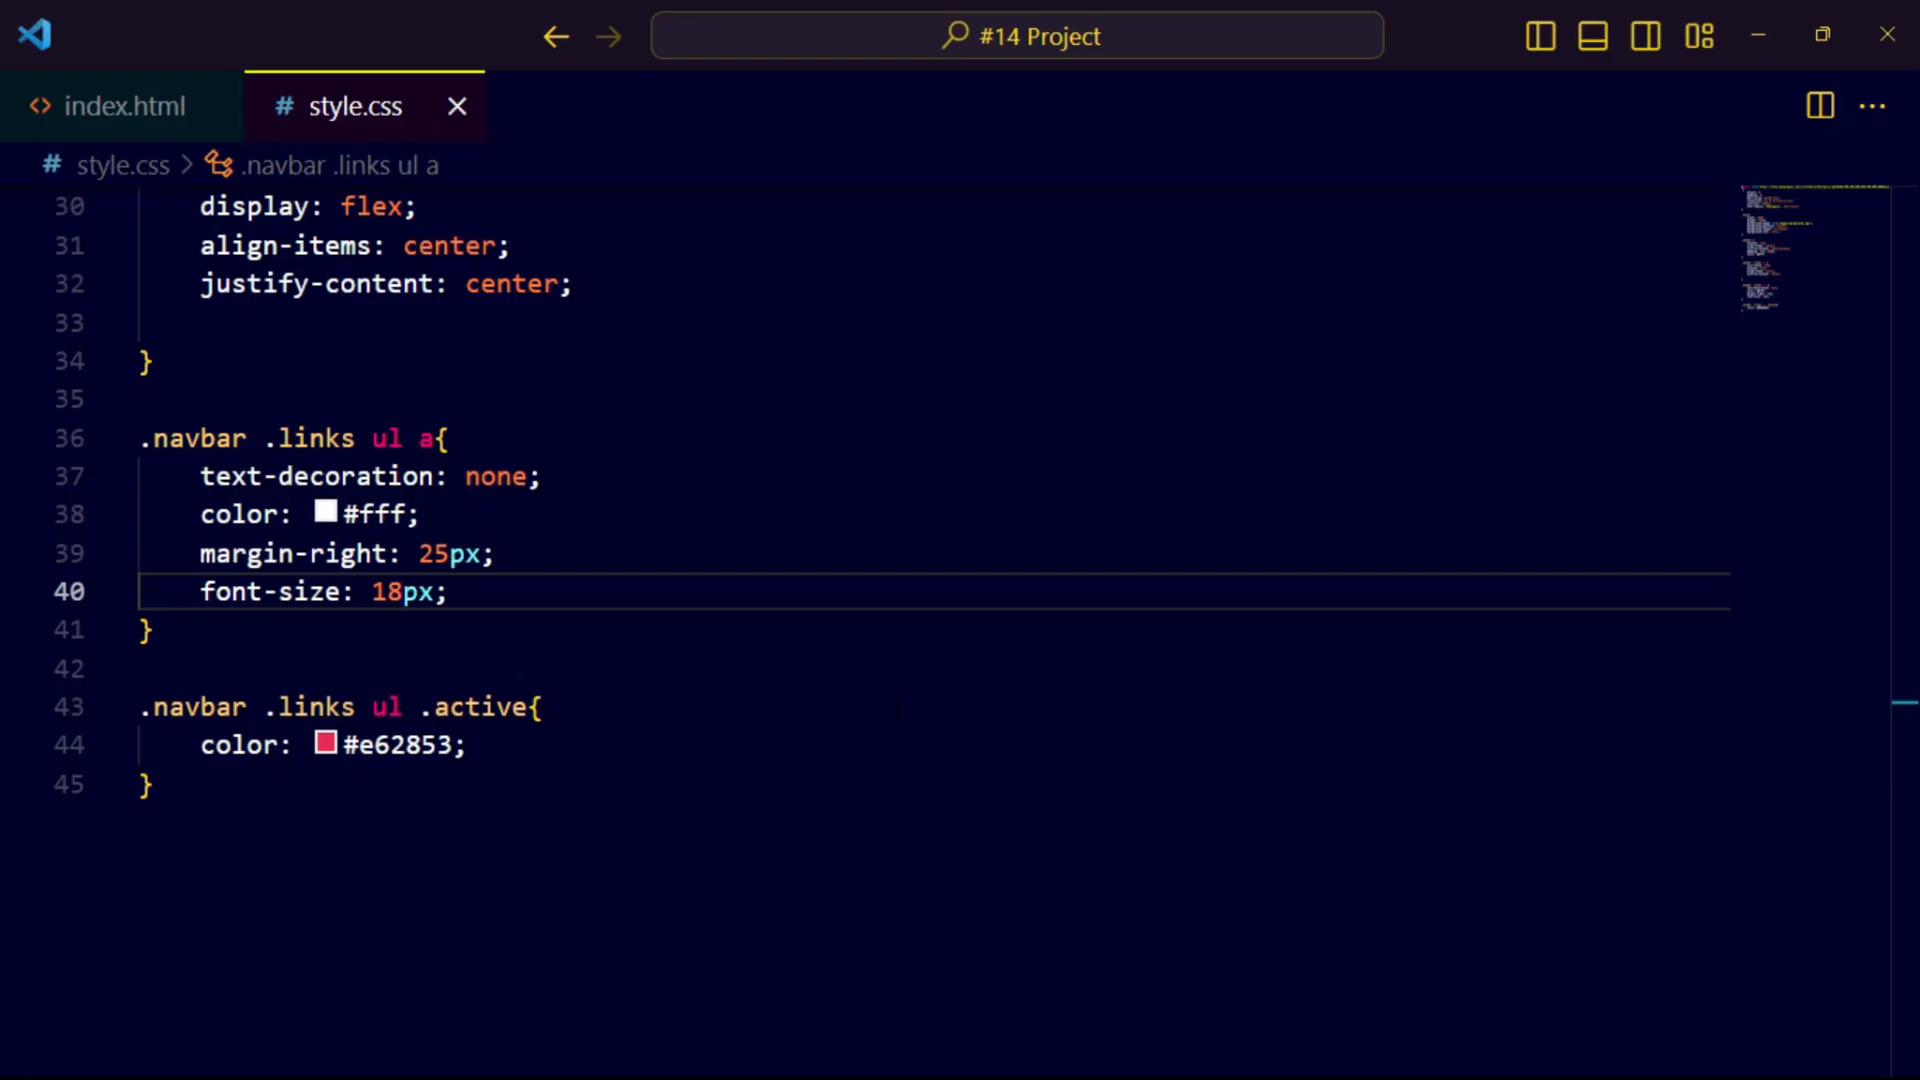 #14 Project
<> index.html
# style.css
# style.css > .navbar .links ul a
30 display: flex;
31 align-items: center;
32 justify-content: center;
33
34 }
35
36 .navbar .links ul a{
37 text-decoration: none;
38 color: #fff;
39 margin-right: 25px;
40 font-size: 18px;
41 }
42
43 .navbar .links ul .active{
44 color: #e62853;
45 }